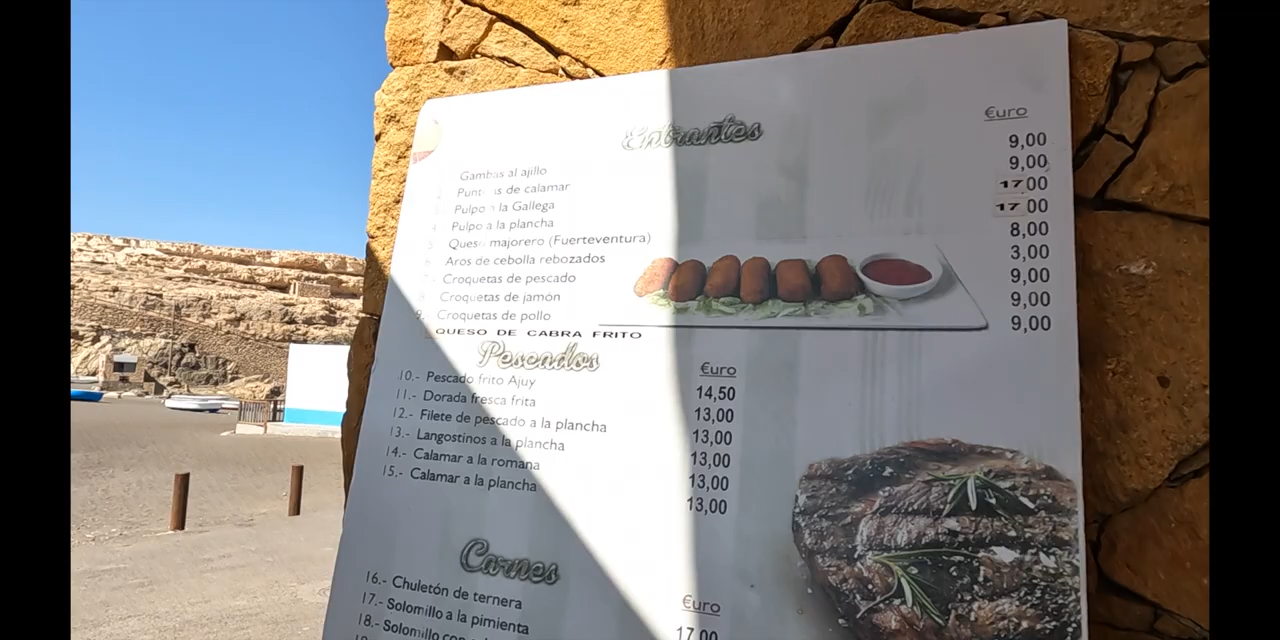 Entrantes €uro
Gambas al ajillo 9,00
Puntitas de calamar 9,00
Pulpo a la Gallega 17 00
Pulpo a la plancha 17 00
Queso majorero (Fuerteventura) 8,00
Aros de cebolla rebozados 3,00
Croquetas de pescado 9,00
Croquetas de jamón 9,00
9. Croquetas de pollo 9,00
QUESO DE CABRA FRITO
Pescados €uro
10.- Pescado frito Ajuy 14,50
11.- Dorada fresca frita 13,00
12.- Filete de pescado a la plancha 13,00
13.- Langostinos a la plancha 13,00
14.- Calamar a la romana 13,00
15.- Calamar a la plancha 13,00
Carnes €uro
16.- Chuletón de ternera 17,00
17.- Solomillo a la pimienta
18.- Solomillo con